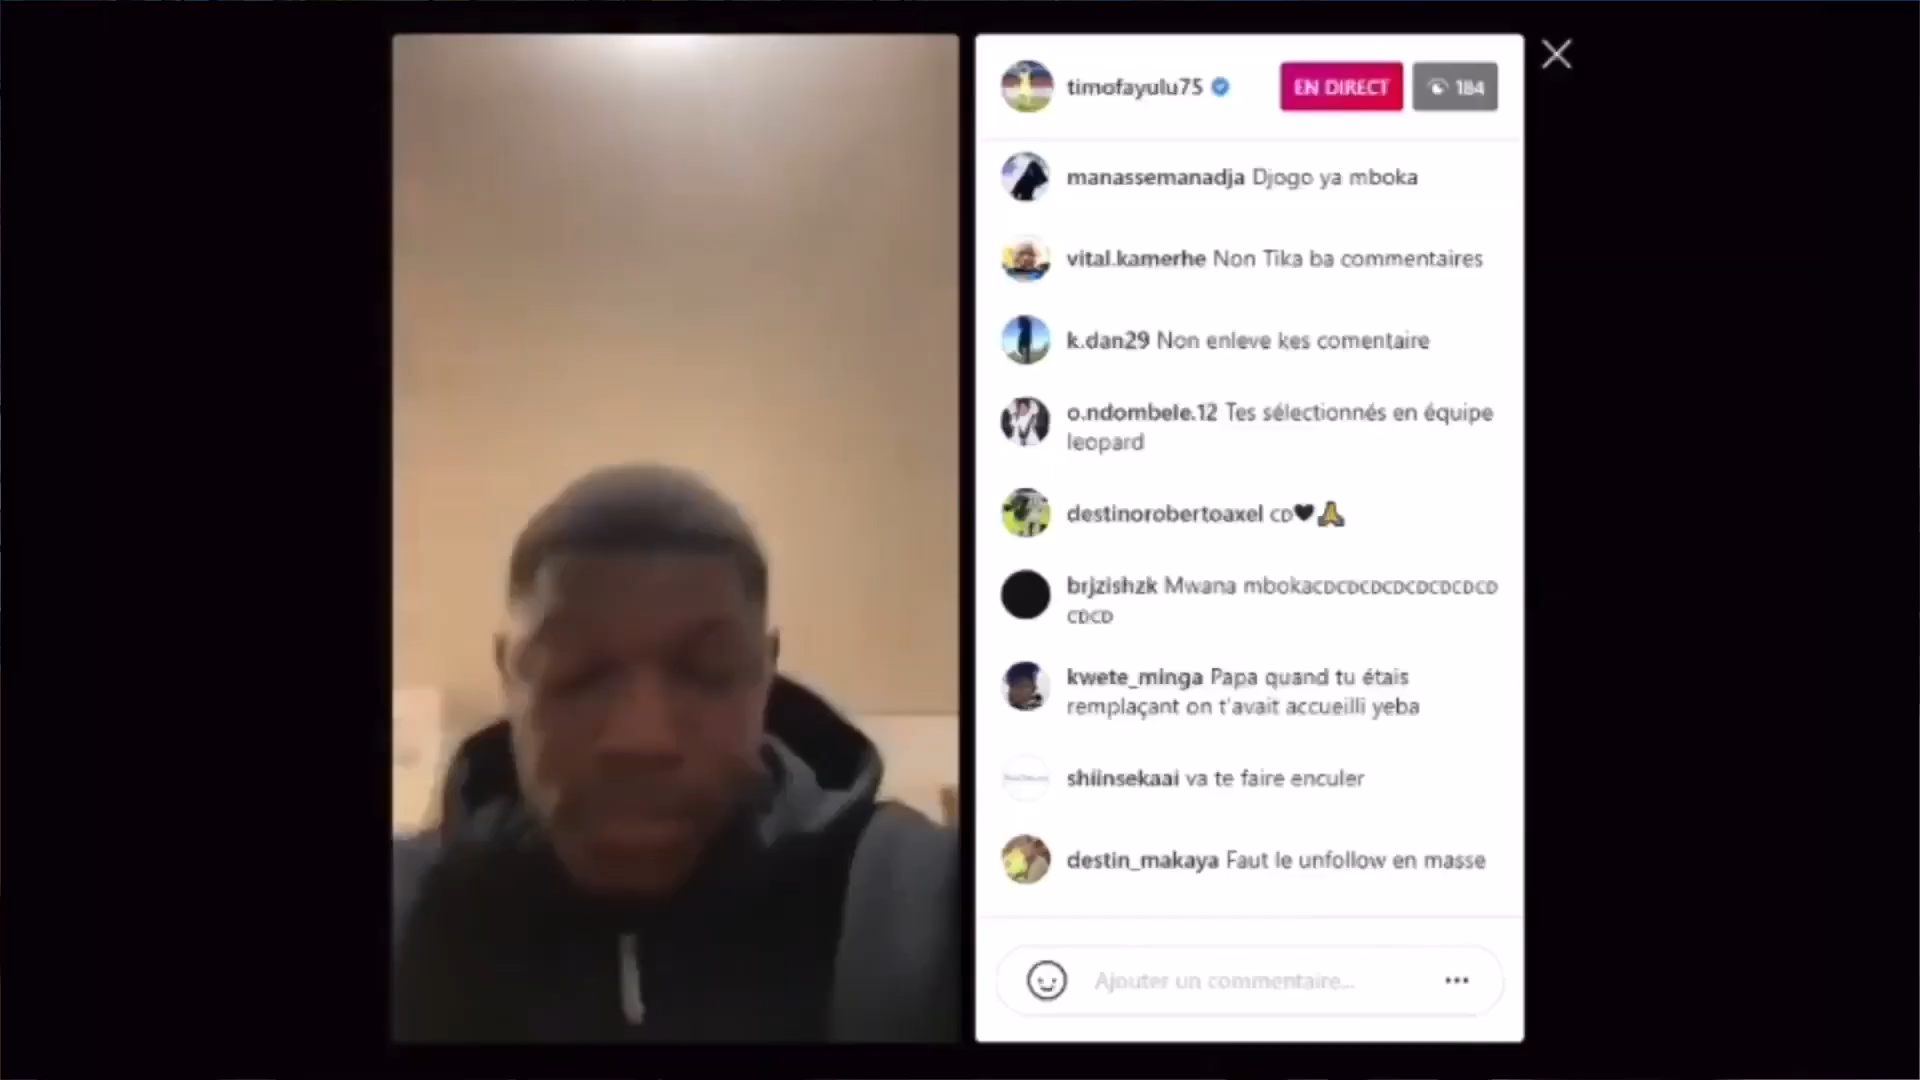 timofayulu75
EN DIRECT
184
manassemanadja Djogo ya mboka
vital.kamerhe Non Tika ba commentaires
k.dan29 Non enleve kes comentaire
o.ndombele.12 Tes sélectionnés en équipe
leopard
destinorobertoaxel CD🖤🙏
brjzishzk Mwana mbokaCDCDCDCDCDCDCDCD
CDCD
kwete_minga Papa quand tu étais
remplaçant on t'avait accueilli yeba
shiinsekaai va te faire enculer
destin_makaya Faut le unfollow en masse
Ajouter un commentaire...